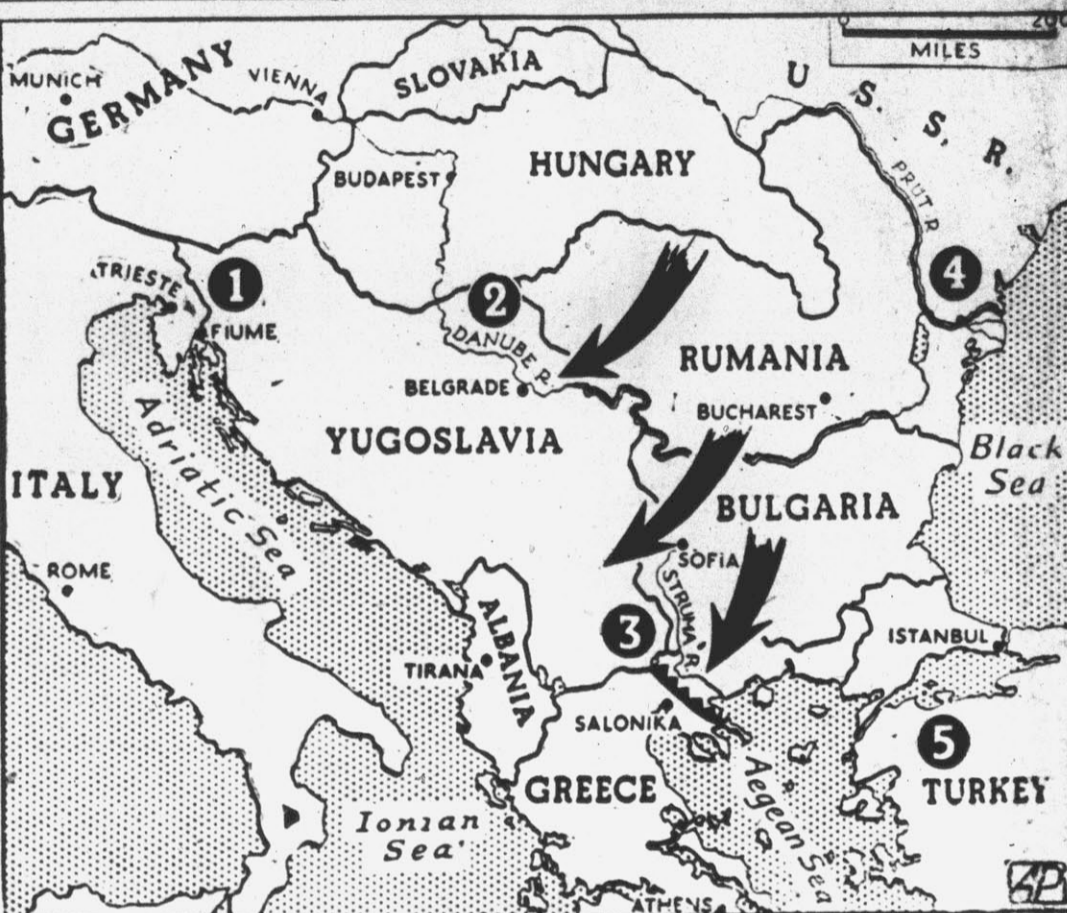 0 200
MILES
MUNICH
GERMANY
VIENNA
SLOVAKIA
U. S. S. R.
PRUT R.
BUDAPEST
HUNGARY
TRIESTE
1
FIUME
2
DANUBE R.
4
BELGRADE
RUMANIA
BUCHAREST
YUGOSLAVIA
Adriatic Sea
ITALY
Black
Sea
BULGARIA
SOFIA
ROME
STRUMA R.
3
ALBANIA
TIRANA
ISTANBUL
SALONIKA
5
GREECE
Aegean Sea
TURKEY
Ionian
Sea
ATHENS
AP